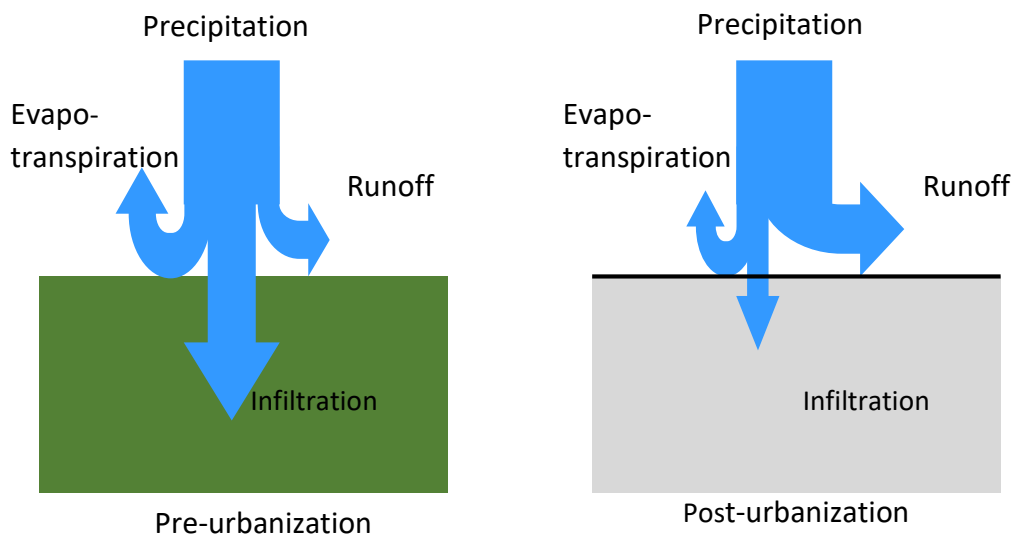 Precipitation
Evapo-
transpiration
Runoff
Infiltration
Pre-urbanization
Precipitation
Evapo-
transpiration
Runoff
Infiltration
Post-urbanization